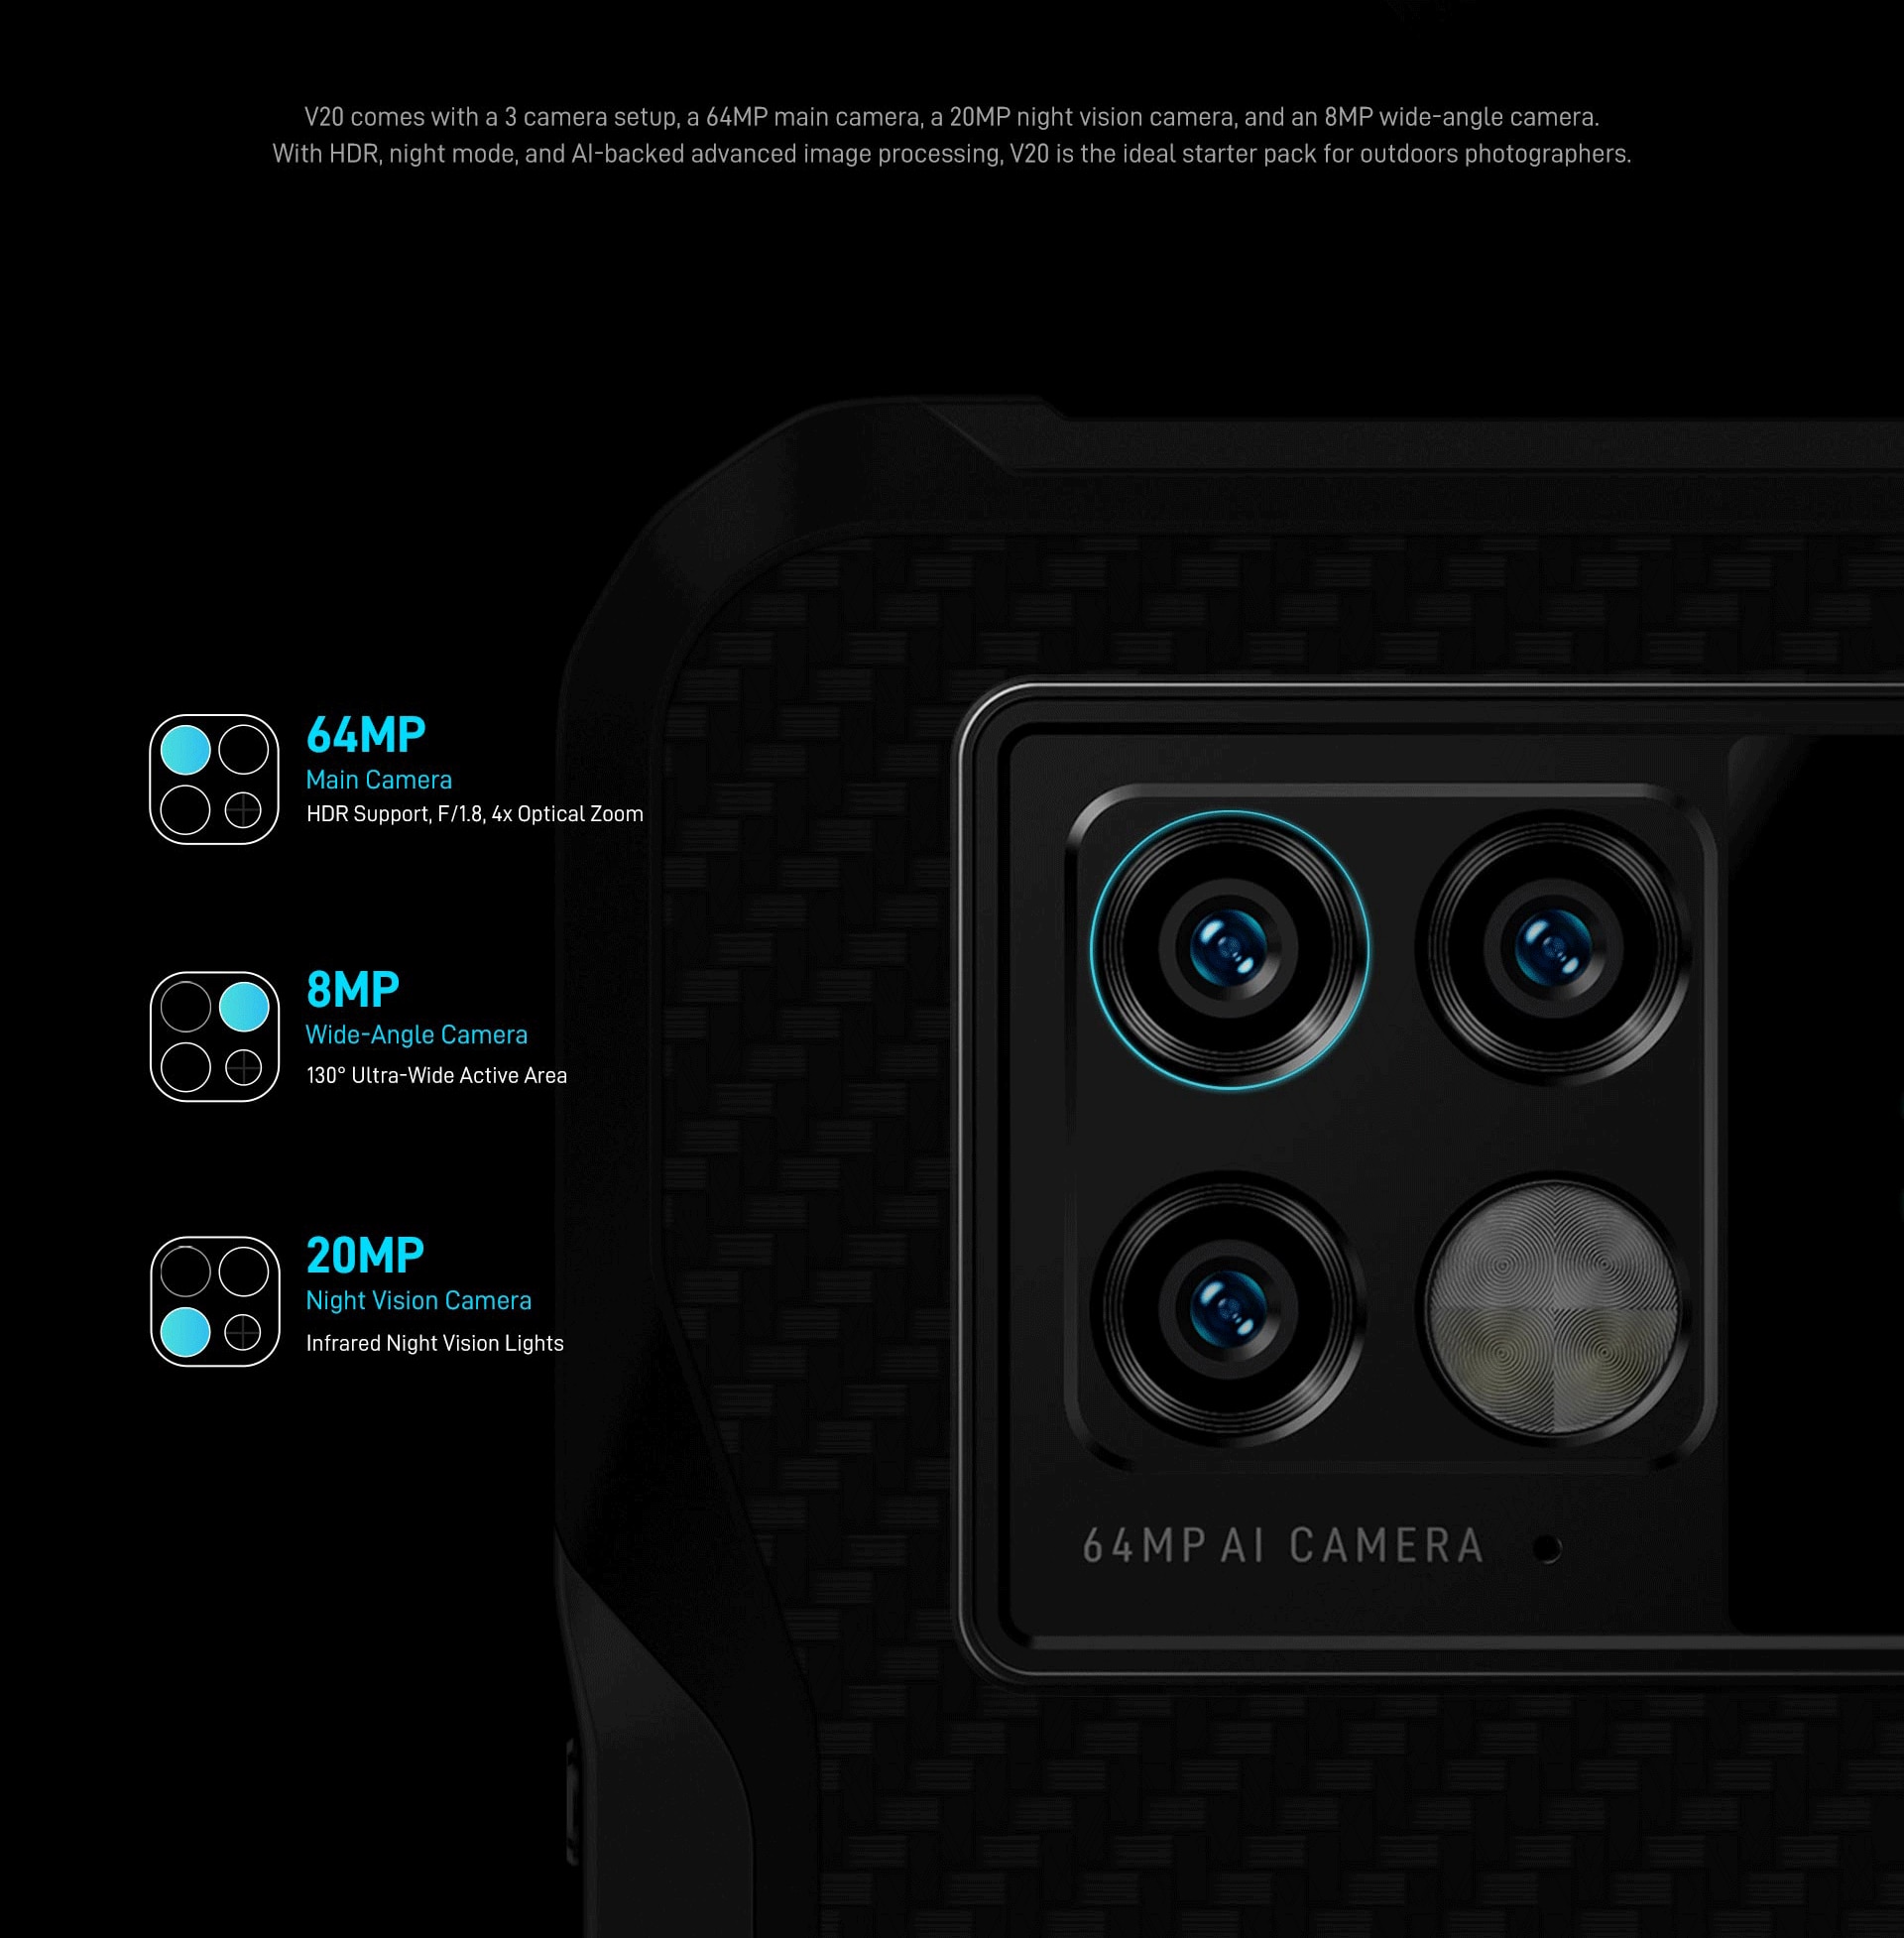 V20 comes with a 3 camera setup, a 64MP main camera, a 20MP night vision camera, and an 8MP wide-angle camera.
With HDR, night mode, and AI-backed advanced image processing, V20 is the ideal starter pack for outdoors photographers.
64MP
Main Camera
HDR Support, F/1.8, 4x Optical Zoom
8MP
Wide-Angle Camera
130° Ultra-Wide Active Area
20MP
Night Vision Camera
Infrared Night Vision Lights
64MP AI CAMERA